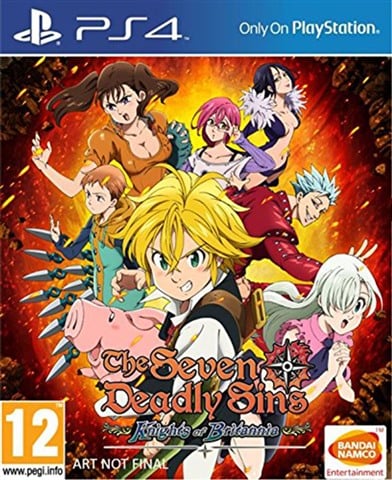 PS4
Only On PlayStation®
The Seven
Deadly Sins
Knights of Britannia
12
www.pegi.info
ART NOT FINAL
BANDAI
NAMCO
Entertainment
TM